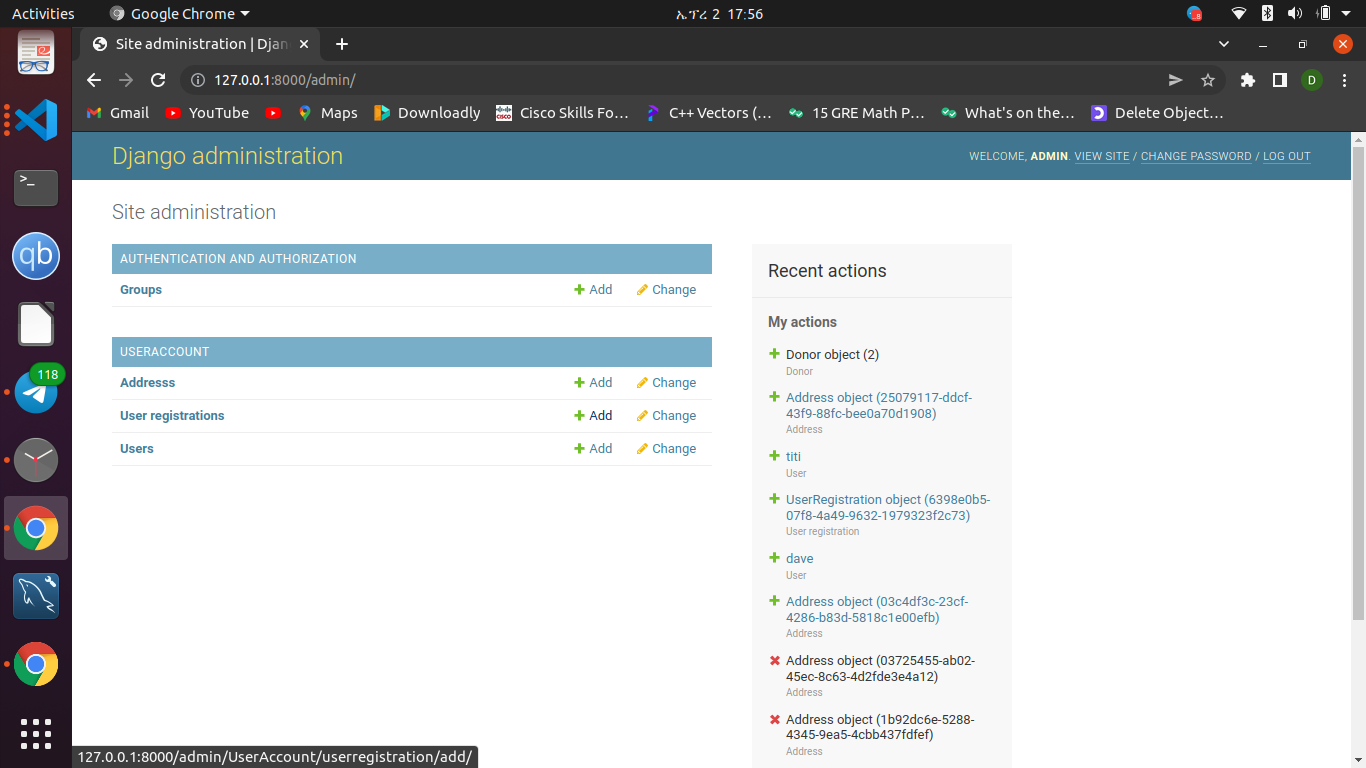 Activities
Google Chrome
ኤፕረ 2 17:56
8
Site administration | Djan
127.0.0.1:8000/admin/
D
Gmail
YouTube
Maps
Downloadly
Cisco Skills Fo...
C++ Vectors (...
15 GRE Math P...
What's on the...
Delete Object...
Django administration
WELCOME, ADMIN. VIEW SITE / CHANGE PASSWORD / LOG OUT
Site administration
AUTHENTICATION AND AUTHORIZATION
Groups Add Change
USERACCOUNT
Addresss Add Change
User registrations Add Change
Users Add Change
Recent actions
My actions
Donor object (2)
Donor
Address object (25079117-ddcf-
43f9-88fc-bee0a70d1908)
Address
titi
User
UserRegistration object (6398e0b5-
07f8-4a49-9632-1979323f2c73)
User registration
dave
User
Address object (03c4df3c-23cf-
4286-b83d-5818c1e00efb)
Address
Address object (03725455-ab02-
45ec-8c63-4d2fde3e4a12)
Address
Address object (1b92dc6e-5288-
4345-9ea5-4cbb437fdfef)
Address
>_
qb
118
127.0.0.1:8000/admin/UserAccount/userregistration/add/